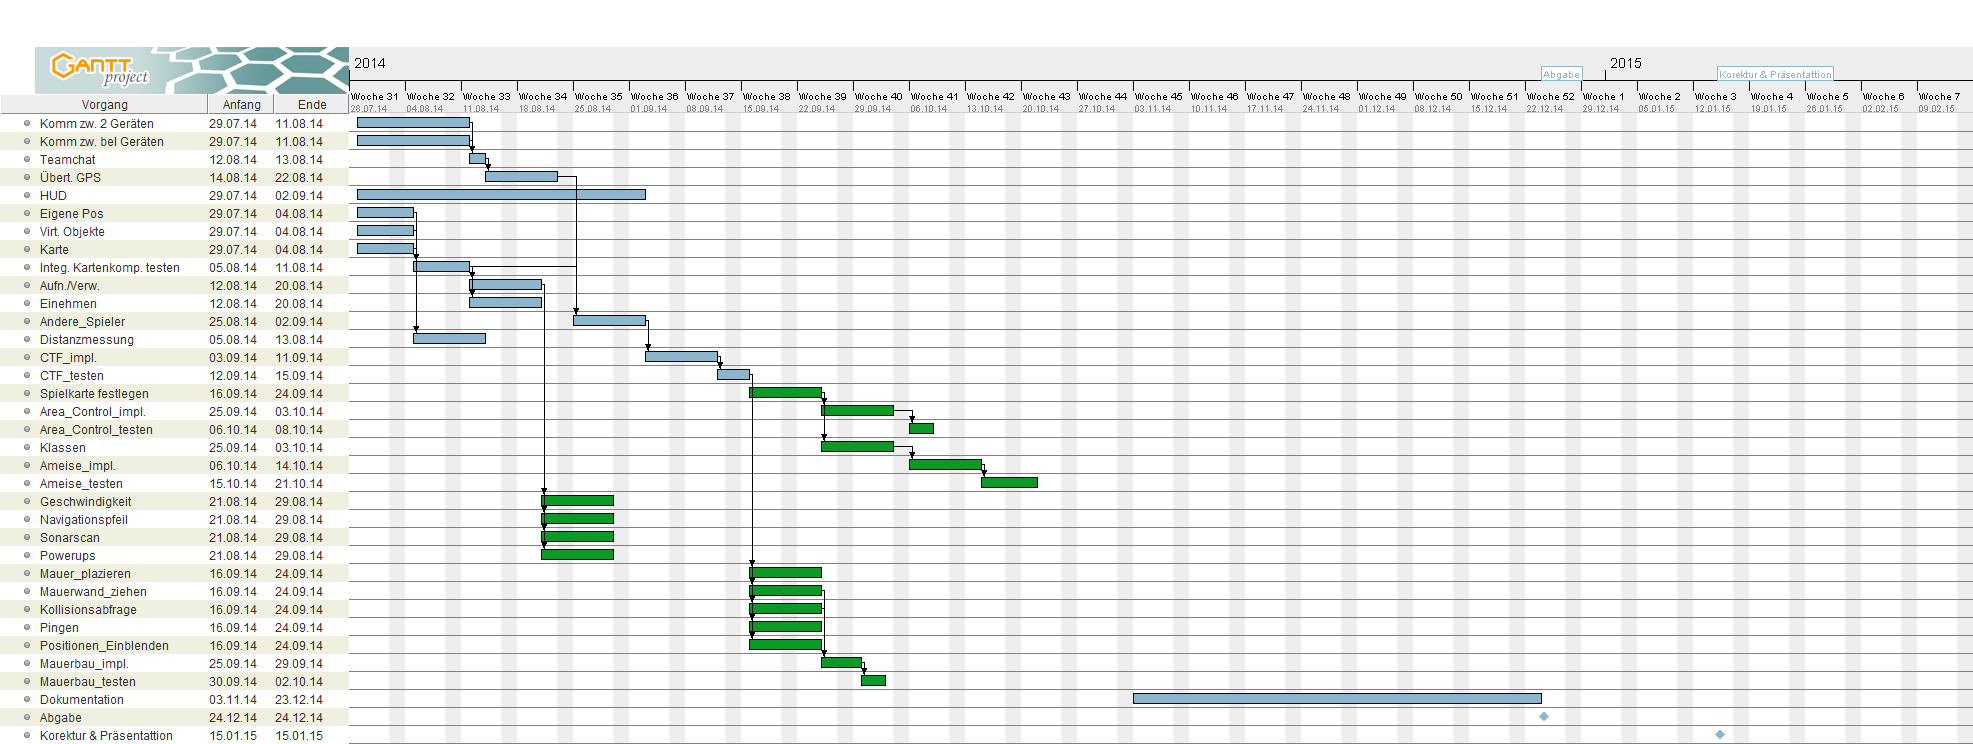 GANTT
project
2014
2015
Abgabe
Korektur & Präsentattion
Woche 31 Woche 32 Woche 33 Woche 34 Woche 35 Woche 36 Woche 37 Woche 38 Woche 39 Woche 40 Woche 41 Woche 42 Woche 43 Woche 44 Woche 45 Woche 46 Woche 47 Woche 48 Woche 49 Woche 50 Woche 51 Woche 52 Woche 1 Woche 2 Woche 3 Woche 4 Woche 5 Woche 6 Woche 7
28.07.14 04.08.14 11.08.14 18.08.14 25.08.14 01.09.14 08.09.14 15.09.14 22.09.14 29.09.14 06.10.14 13.10.14 20.10.14 27.10.14 03.11.14 10.11.14 17.11.14 24.11.14 01.12.14 08.12.14 15.12.14 22.12.14 29.12.14 05.01.15 12.01.15 19.01.15 26.01.15 02.02.15 09.02.15
Vorgang Anfang Ende
Komm zw. 2 Geräten 29.07.14 11.08.14
Komm zw. bel Geräten 29.07.14 11.08.14
Teamchat 12.08.14 13.08.14
Übert. GPS 14.08.14 22.08.14
HUD 29.07.14 02.09.14
Eigene Pos 29.07.14 04.08.14
Virt. Objekte 29.07.14 04.08.14
Karte 29.07.14 04.08.14
Integ. Kartenkomp. testen 05.08.14 11.08.14
Aufn./Verw. 12.08.14 20.08.14
Einehmen 12.08.14 20.08.14
Andere_Spieler 25.08.14 02.09.14
Distanzmessung 05.08.14 13.08.14
CTF_impl. 03.09.14 11.09.14
CTF_testen 12.09.14 15.09.14
Spielkarte festlegen 16.09.14 24.09.14
Area_Control_impl. 25.09.14 03.10.14
Area_Control_testen 06.10.14 08.10.14
Klassen 25.09.14 03.10.14
Ameise_impl. 06.10.14 14.10.14
Ameise_testen 15.10.14 21.10.14
Geschwindigkeit 21.08.14 29.08.14
Navigationspfeil 21.08.14 29.08.14
Sonarscan 21.08.14 29.08.14
Powerups 21.08.14 29.08.14
Mauer_plazieren 16.09.14 24.09.14
Mauerwand_ziehen 16.09.14 24.09.14
Kollisionsabfrage 16.09.14 24.09.14
Pingen 16.09.14 24.09.14
Positionen_Einblenden 16.09.14 24.09.14
Mauerbau_impl. 25.09.14 29.09.14
Mauerbau_testen 30.09.14 02.10.14
Dokumentation 03.11.14 23.12.14
Abgabe 24.12.14 24.12.14
Korektur & Präsentattion 15.01.15 15.01.15